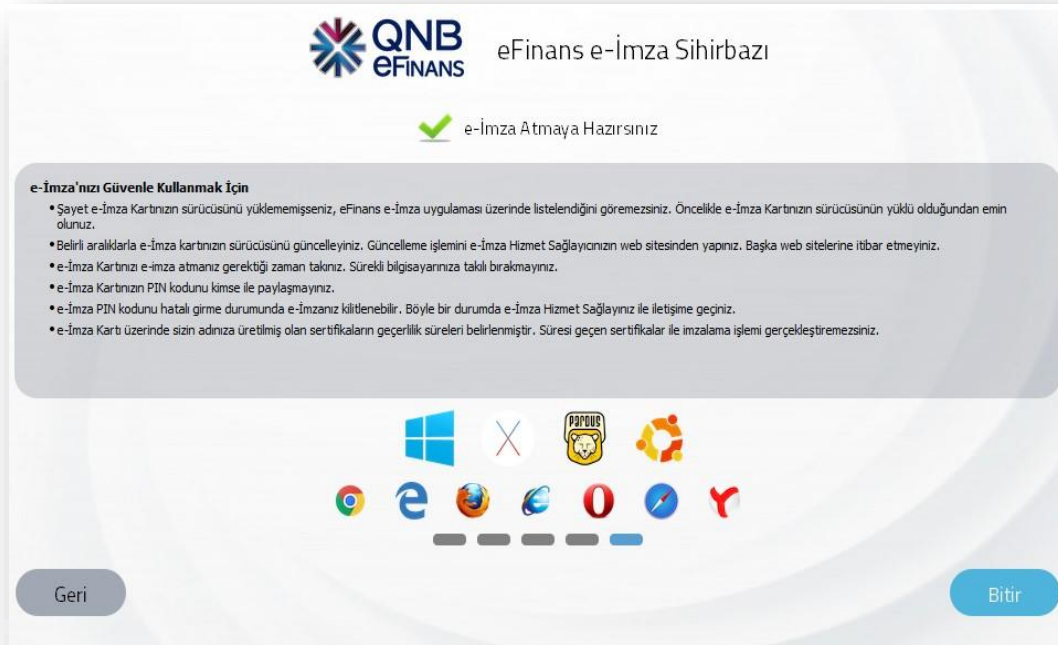 QNB
eFINANS
eFinans e-İmza Sihirbazı
e-İmza Atmaya Hazırsınız
e-İmza'nızı Güvenle Kullanmak İçin
• Şayet e-İmza Kartınızın sürücüsünü yüklememişseniz, eFinans e-İmza uygulaması üzerinde listelendiğini göremezsiniz. Öncelikle e-İmza Kartınızın sürücüsünün yüklü olduğundan emin
olunuz.
• Belirli aralıklarla e-İmza kartınızın sürücüsünü güncelleyiniz. Güncelleme işlemini e-İmza Hizmet Sağlayıcınızın web sitesinden yapınız. Başka web sitelerine itibar etmeyiniz.
• e-İmza Kartınızı e-imza atmanız gerektiği zaman takınız. Sürekli bilgisayarınıza takılı bırakmayınız.
• e-İmza Kartınızın PIN kodunu kimse ile paylaşmayınız.
• e-İmza PIN kodunu hatalı girme durumunda e-İmzanız kilitlenebilir. Böyle bir durumda e-İmza Hizmet Sağlayınız ile iletişime geçiniz.
• e-İmza Kartı üzerinde sizin adınıza üretilmiş olan sertifikaların geçerlilik süreleri belirlenmiştir. Süresi geçen sertifikalar ile imzalama işlemi gerçekleştiremezsiniz.
PARDUS
Geri
Bitir